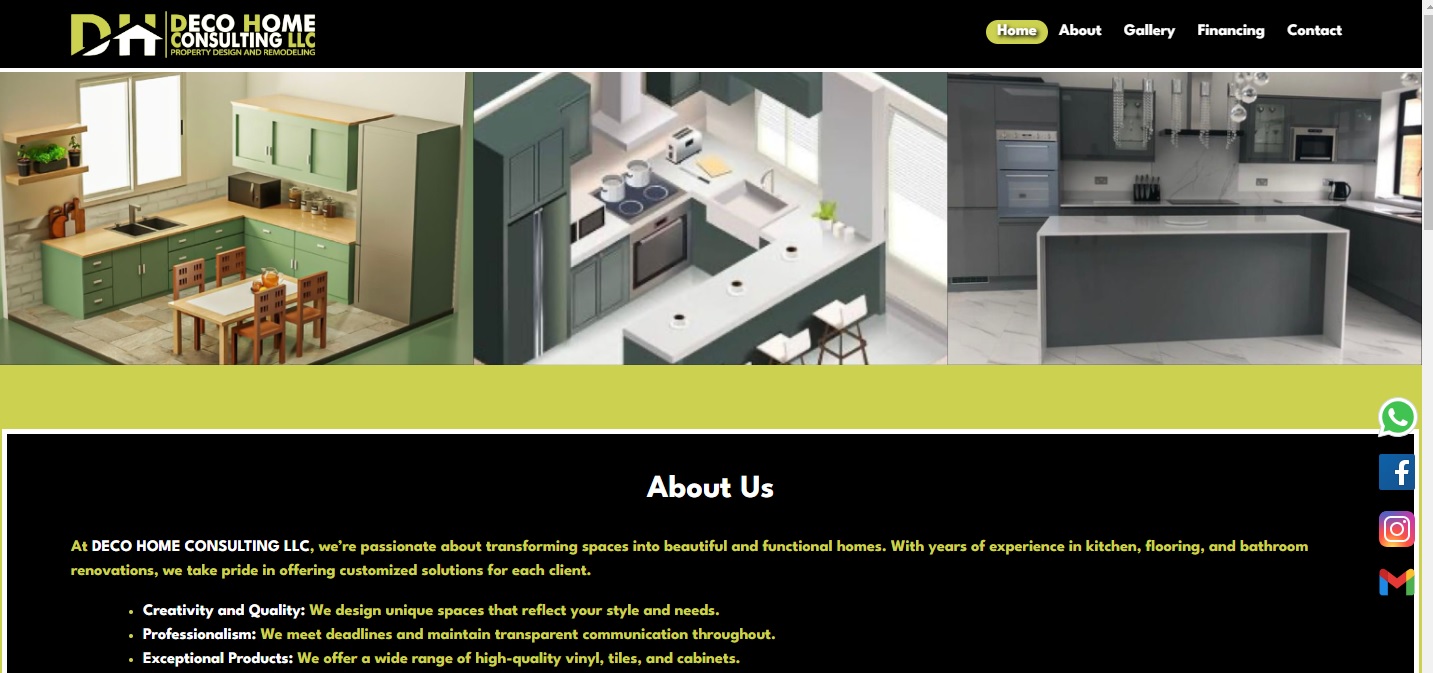 DH DECO HOME
CONSULTING LLC
PROPERTY DESIGN AND REMODELING
Home About Gallery Financing Contact
About Us
At DECO HOME CONSULTING LLC, we’re passionate about transforming spaces into beautiful and functional homes. With years of experience in kitchen, flooring, and bathroom
renovations, we take pride in offering customized solutions for each client.
• Creativity and Quality: We design unique spaces that reflect your style and needs.
• Professionalism: We meet deadlines and maintain transparent communication throughout.
• Exceptional Products: We offer a wide range of high-quality vinyl, tiles, and cabinets.